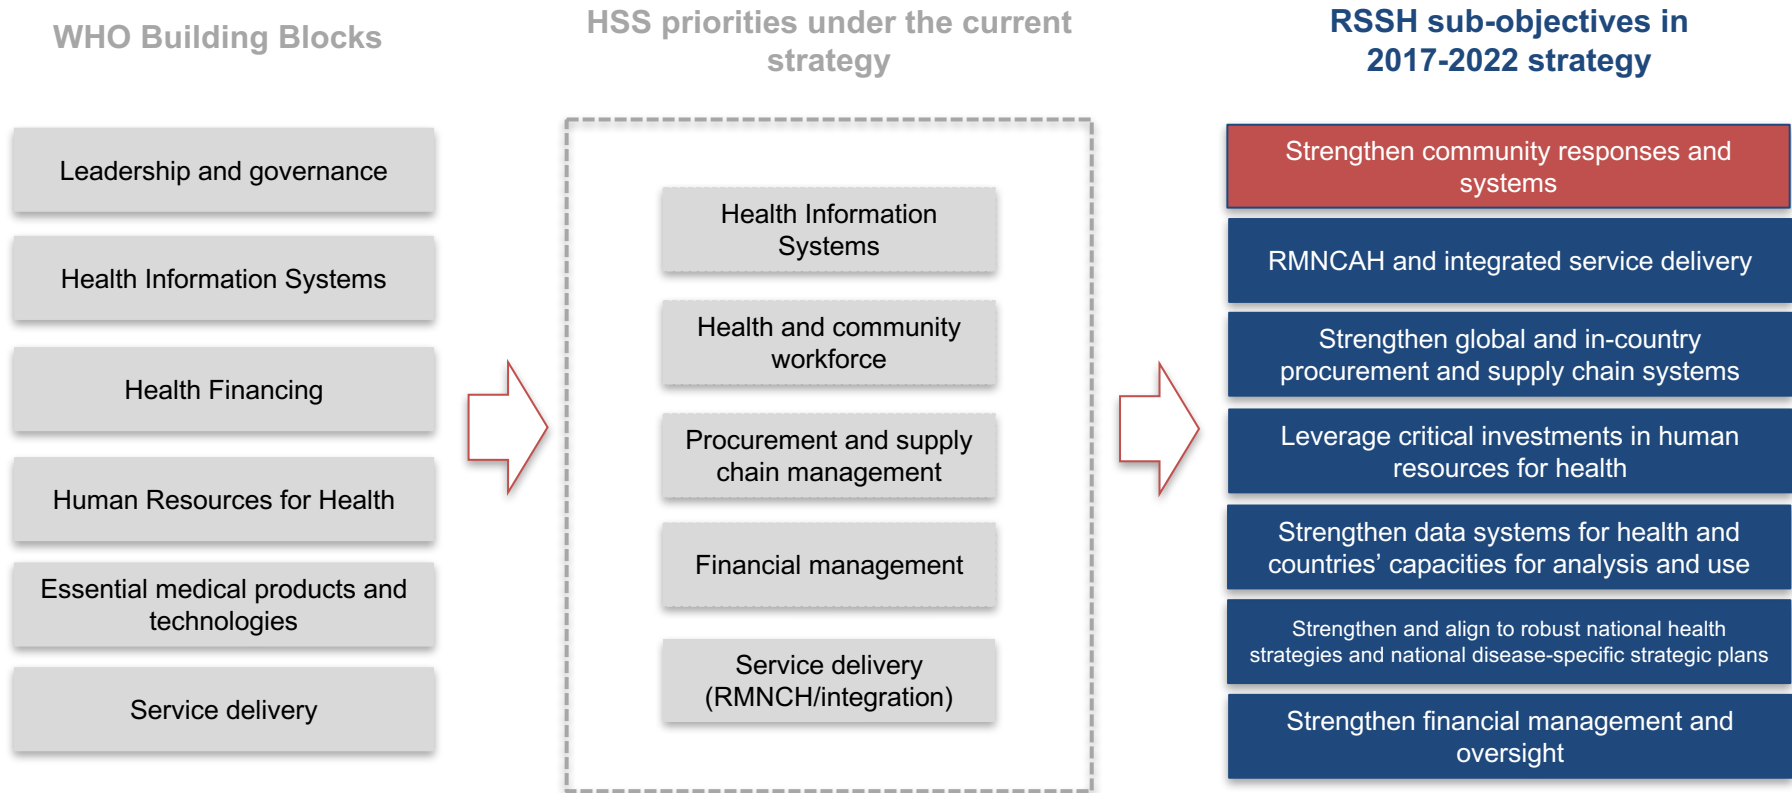 WHO Building Blocks
Leadership and governance
Health Information Systems
Health Financing
Human Resources for Health
Essential medical products and
technologies
Service delivery
HSS priorities under the current
strategy
Health Information
Systems
Health and community
workforce
Procurement and supply
chain management
Financial management
Service delivery
(RMNCH/integration)
RSSH sub-objectives in
2017-2022 strategy
Strengthen community responses and
systems
RMNCAH and integrated service delivery
Strengthen global and in-country
procurement and supply chain systems
Leverage critical investments in human
resources for health
Strengthen data systems for health and
countries’ capacities for analysis and use
Strengthen and align to robust national health
strategies and national disease-specific strategic plans
Strengthen financial management and
oversight